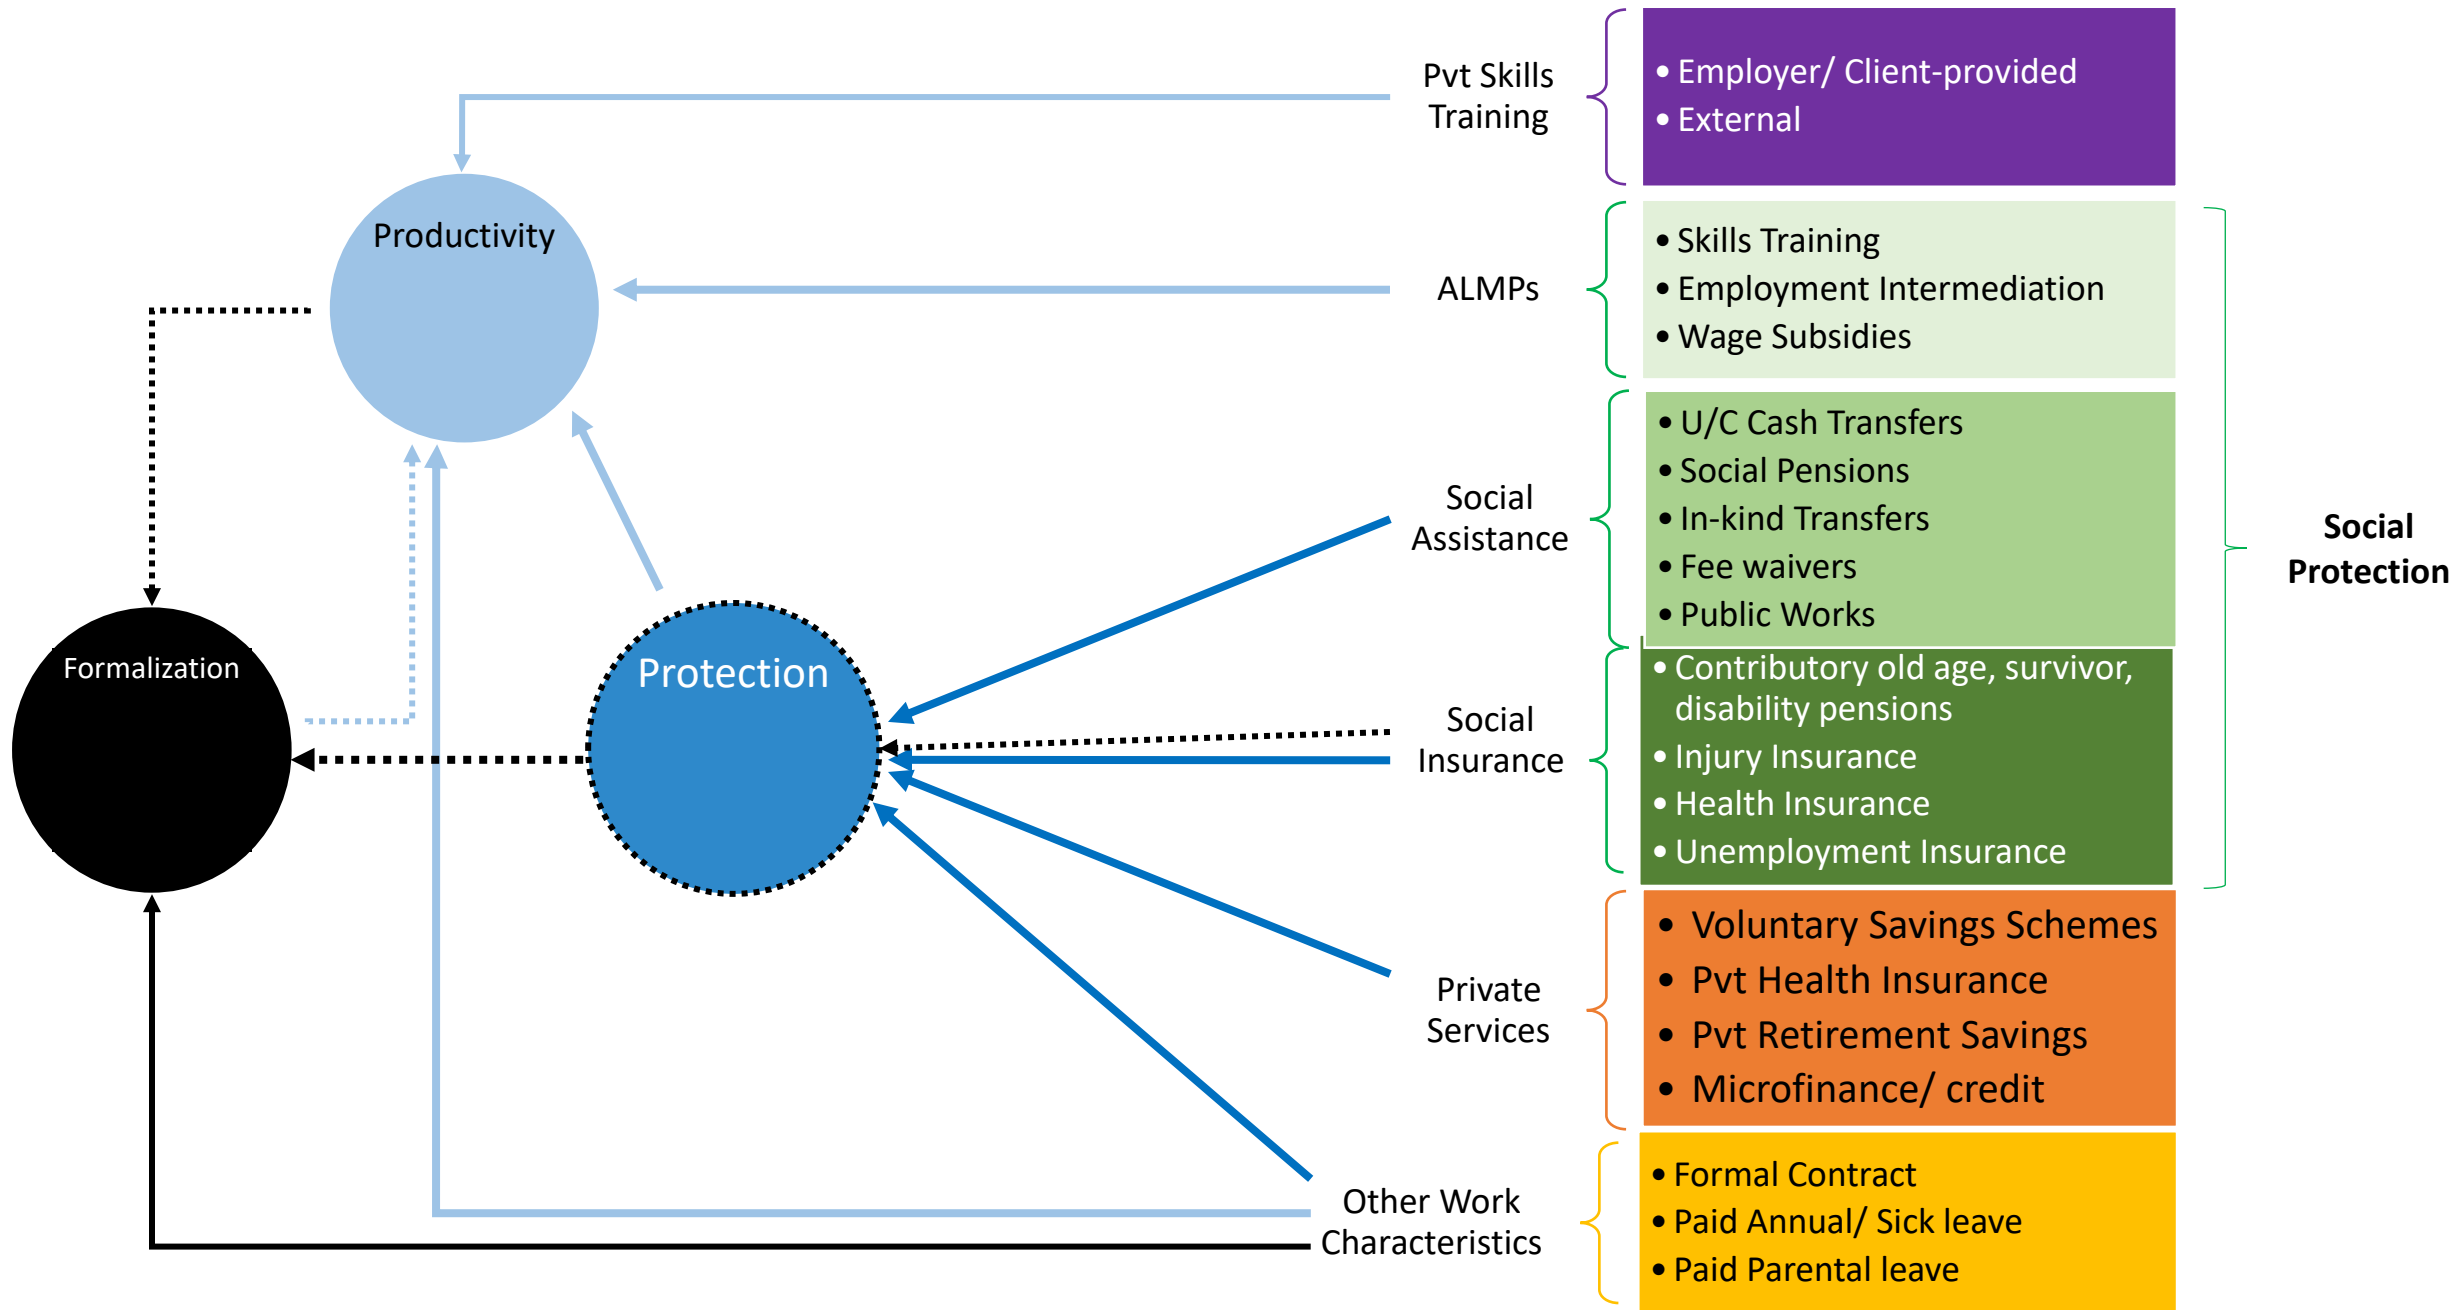 Pvt Skills
Training
• Employer/ Client-provided
• External
Productivity
ALMPs
• Skills Training
• Employment Intermediation
• Wage Subsidies
Social
Assistance
• U/C Cash Transfers
• Social Pensions
• In-kind Transfers
• Fee waivers
• Public Works
Social
Protection
Formalization
Protection
Social
Insurance
• Contributory old age, survivor,
disability pensions
• Injury Insurance
• Health Insurance
• Unemployment Insurance
Private
Services
• Voluntary Savings Schemes
• Pvt Health Insurance
• Pvt Retirement Savings
• Microfinance/ credit
Other Work
Characteristics
• Formal Contract
• Paid Annual/ Sick leave
• Paid Parental leave